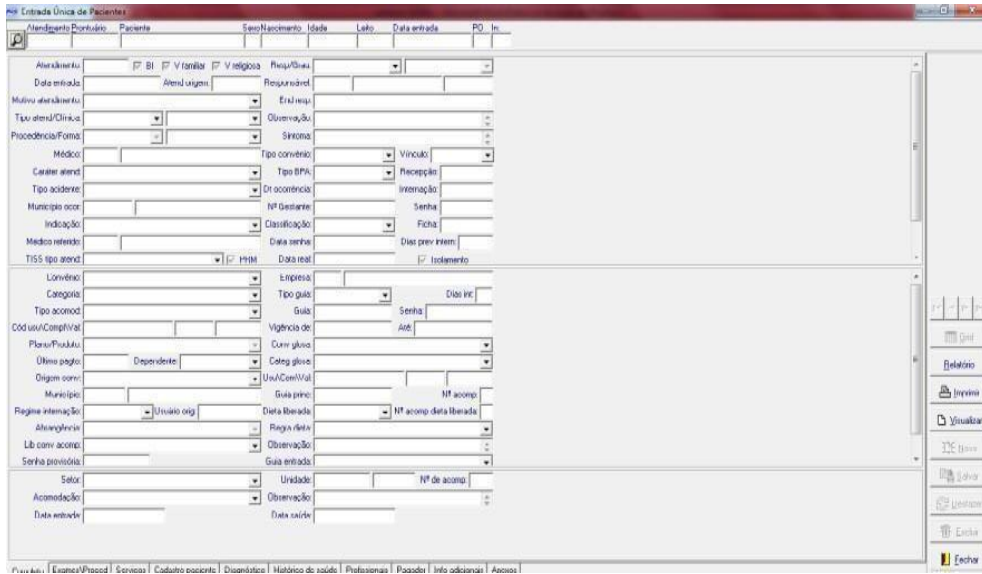 Entrada Única de Pacientes
Atendimento Prontuário Paciente Sexo Nascimento Idade Leito Data entrada PO In:
Atendimento: BI V familiar V religiosa Resp/Grau:
Data entrada: Atend origem: Responsável:
Motivo atendimento: End resp:
Tipo atend/Clínica: Observação:
Procedência/Forma: Sintoma:
Médico: Tipo convênio: Vínculo:
Caráter atend: Tipo BPA: Recepção:
Tipo acidente: Dt ocorrência: Internação:
Município ocor: Nº Gestante: Senha:
Indicação: Classificação: Ficha:
Médico referido: Data senha: Dias prev intern:
TISS tipo atend: Data real: Isolamento
Convênio: Empresa:
Categoria: Tipo guia: Dias int:
Tipo acomod: Guia: Senha:
Cód usu\Compl\Val: Vigência de: Até:
Plano/Produto: Conv glosa:
Último pagto: Dependente: Categ glosa:
Origem conv: Usu\Com\Val:
Município: Guia princ: Nº acomp:
Regime internação: Usuário orig: Dieta liberada: Nº acomp dieta liberada:
Abrangência: Regra dieta:
Lib conv acomp: Observação:
Senha provisória: Guia entrada:
Setor: Unidade: Nº de acomp:
Acomodação: Observação:
Data entrada: Data saída:
Grid
Relatório
Imprimir
Visualizar
Novo
Salvar
Desfazer
Excluir
Fechar
Completo Exames\Proced Serviços Cadastro paciente Diagnóstico Histórico de saúde Profissionais Pagador Info adicionais Anexos